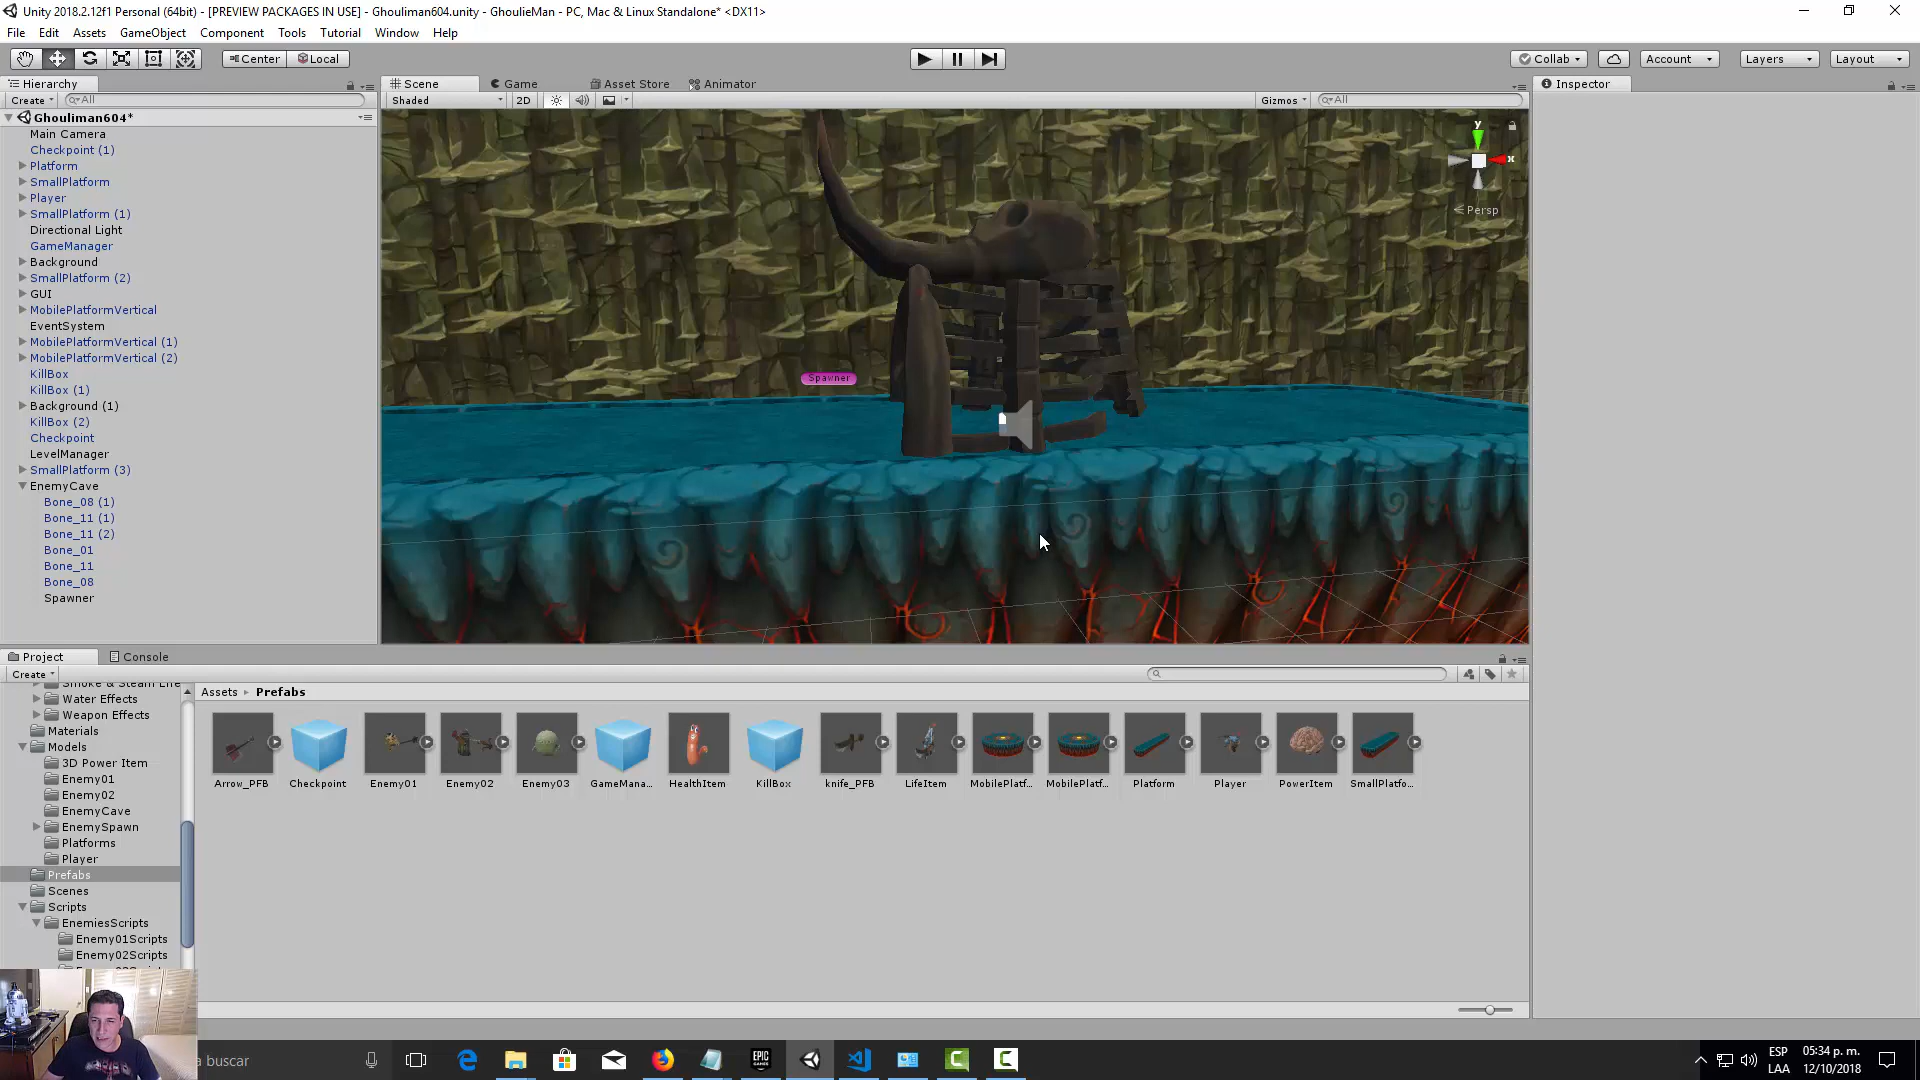 Unity 2018.2.12f1 Personal (64bit) - [PREVIEW PACKAGES IN USE] - Ghouliman604.unity - GhoulieMan - PC, Mac & Linux Standalone* <DX11>
File Edit Assets GameObject Component Tools Tutorial Window Help
Center Local Collab Account Layers Layout
Hierarchy Scene Game Asset Store Animator Inspector
Create All Shaded 2D Gizmos All
Ghouliman604*
Main Camera
Checkpoint (1)
Platform
SmallPlatform
Player
SmallPlatform (1)
Directional Light
GameManager
Background
SmallPlatform (2)
GUI
MobilePlatformVertical
EventSystem
MobilePlatformVertical (1)
MobilePlatformVertical (2)
KillBox
KillBox (1)
Background (1)
KillBox (2)
Checkpoint
LevelManager
SmallPlatform (3)
EnemyCave
Bone_08 (1)
Bone_11 (1)
Bone_11 (2)
Bone_01
Bone_11
Bone_08
Spawner
y
x
Persp
Spawner
Project Console
Create
Smoke & Steam Effe
Water Effects
Weapon Effects
Materials
Models
3D Power Item
Enemy01
Enemy02
EnemyCave
EnemySpawn
Platforms
Player
Prefabs
Scenes
Scripts
EnemiesScripts
Enemy01Scripts
Enemy02Scripts
Assets Prefabs
Arrow_PFB Checkpoint Enemy01 Enemy02 Enemy03 GameMana... HealthItem KillBox knife_PFB LifeItem MobilePlatf... MobilePlatf... Platform Player PowerItem SmallPlatfo...
a buscar
EPIC GAMES
ESP
LAA
05:34 p. m.
12/10/2018